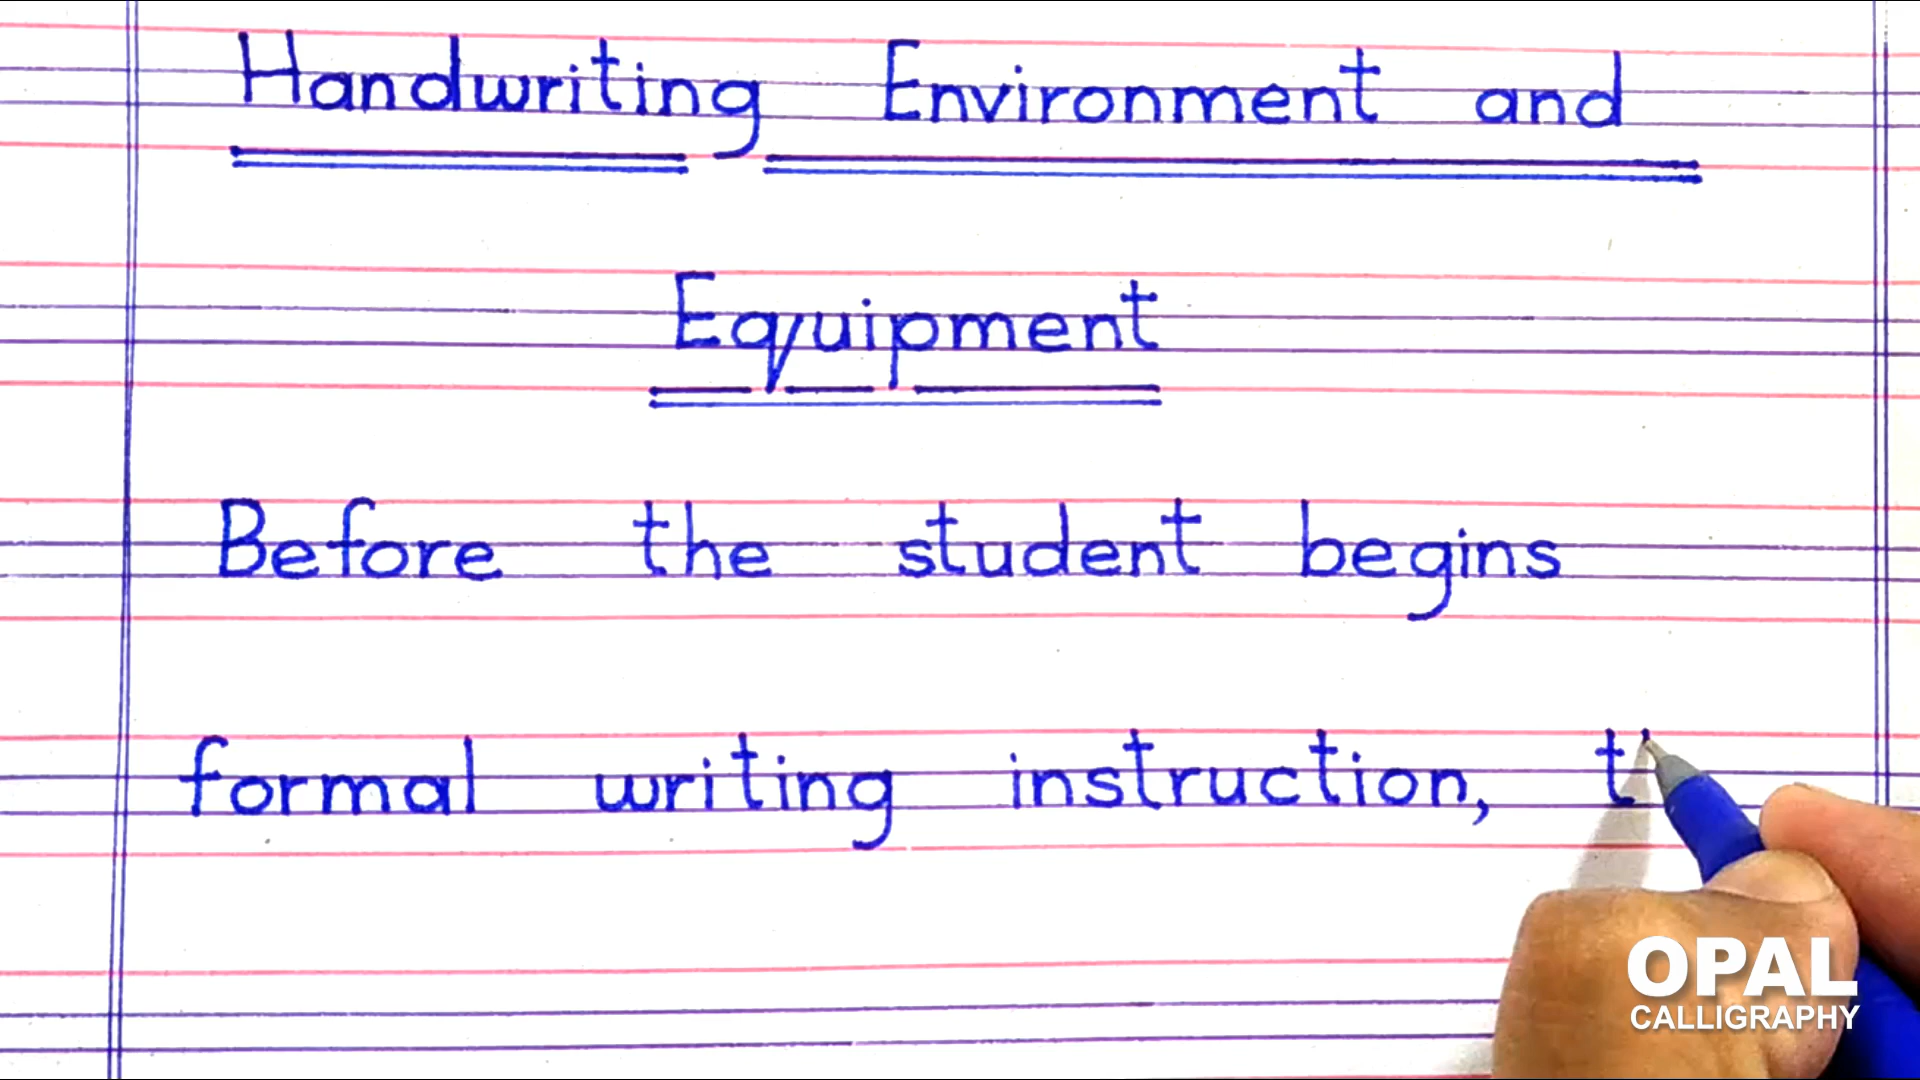 Handwriting Environment and
Equipment
Before the student begins
formal writing instruction, t
OPAL
CALLIGRAPHY